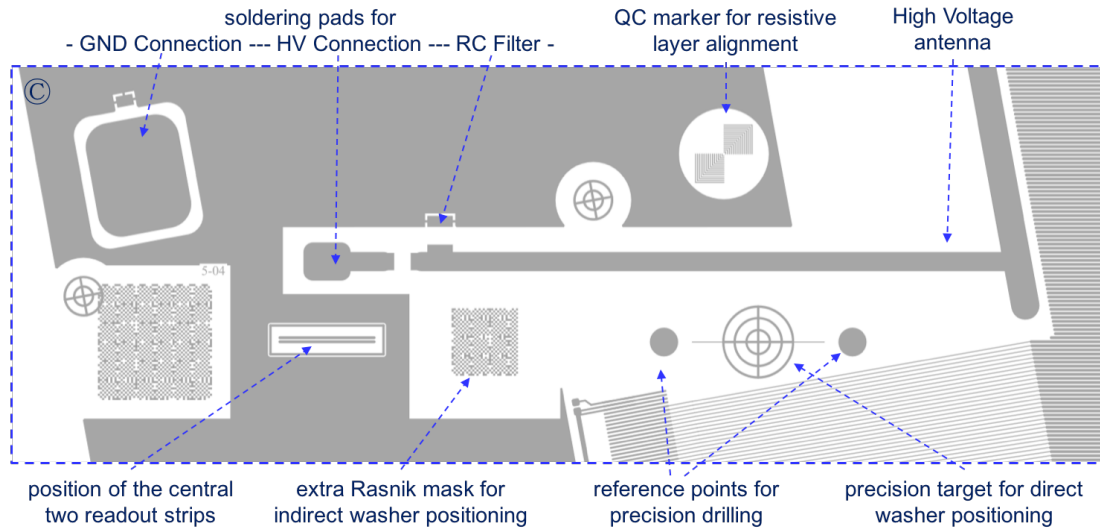 soldering pads for
- GND Connection --- HV Connection --- RC Filter -
QC marker for resistive
layer alignment
High Voltage
antenna
©
5-04
position of the central
two readout strips
extra Rasnik mask for
indirect washer positioning
reference points for
precision drilling
precision target for direct
washer positioning